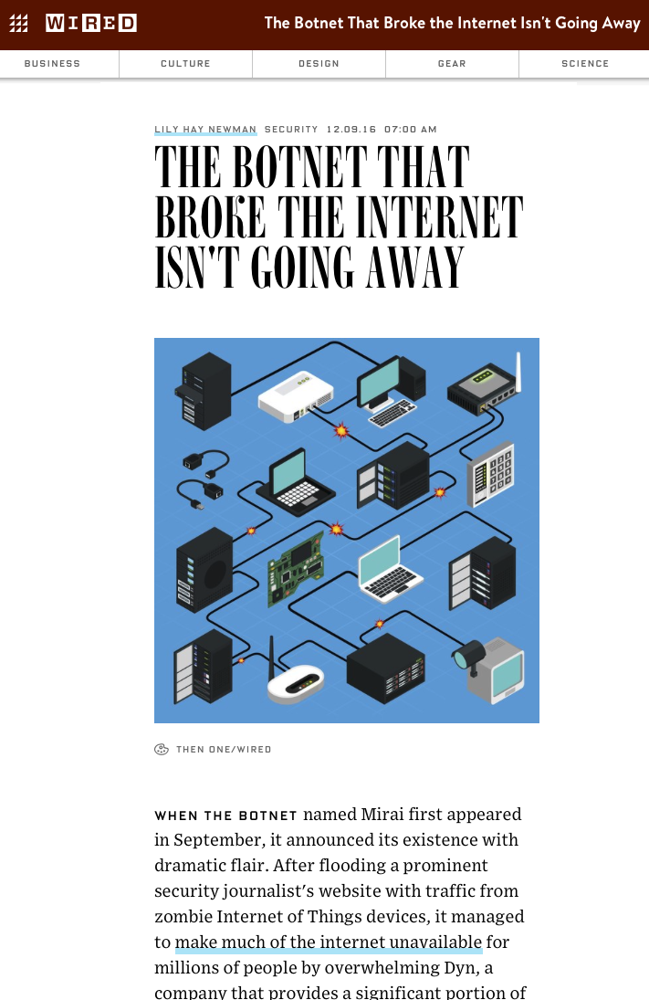 WIRED
The Botnet That Broke the Internet Isn't Going Away
BUSINESS
CULTURE
DESIGN
GEAR
SCIENCE
LILY HAY NEWMAN SECURITY 12.09.16 07:00 AM
THE BOTNET THAT
BROKE THE INTERNET
ISN'T GOING AWAY
THEN ONE/WIRED
WHEN THE BOTNET named Mirai first appeared
in September, it announced its existence with
dramatic flair. After flooding a prominent
security journalist's website with traffic from
zombie Internet of Things devices, it managed
to make much of the internet unavailable for
millions of people by overwhelming Dyn, a
company that provides a significant portion of